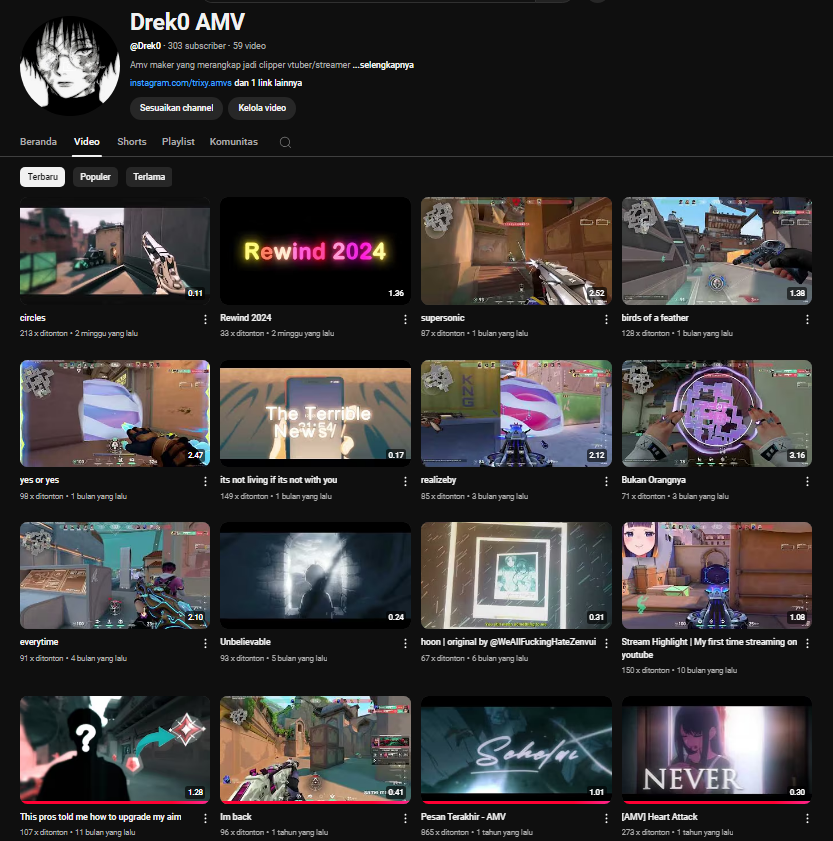 Drek0 AMV
@Drek0 · 303 subscriber · 59 video
Amv maker yang merangkap jadi clipper vtuber/streamer ...selengkapnya
instagram.com/trixy.amvs dan 1 link lainnya
Sesuaikan channel Kelola video
Beranda Video Shorts Playlist Komunitas
Terbaru Populer Terlama
Rewind 2024
0.11 1.36 2.52 1.38
circles Rewind 2024 supersonic birds of a feather
213 x ditonton • 2 minggu yang lalu 33 x ditonton • 2 minggu yang lalu 87 x ditonton • 1 bulan yang lalu 128 x ditonton • 1 bulan yang lalu
KNG
The Terrible
News?
2.47 0.17 2.12 3.16
yes or yes its not living if its not with you realizeby Bukan Orangnya
98 x ditonton • 1 bulan yang lalu 149 x ditonton • 1 bulan yang lalu 85 x ditonton • 3 bulan yang lalu 71 x ditonton • 3 bulan yang lalu
2.10 0.24 0.31 1.08
everytime Unbelievable hoon | original by @WeAllFuckingHateZenvui Stream Highlight | My first time streaming on
youtube
91 x ditonton • 4 bulan yang lalu 93 x ditonton • 5 bulan yang lalu 67 x ditonton • 6 bulan yang lalu 150 x ditonton • 10 bulan yang lalu
?
NEVER
1.28 0.41 1.01 0.30
This pros told me how to upgrade my aim Im back Pesan Terakhir - AMV [AMV] Heart Attack
107 x ditonton • 11 bulan yang lalu 96 x ditonton • 1 tahun yang lalu 865 x ditonton • 1 tahun yang lalu 273 x ditonton • 1 tahun yang lalu